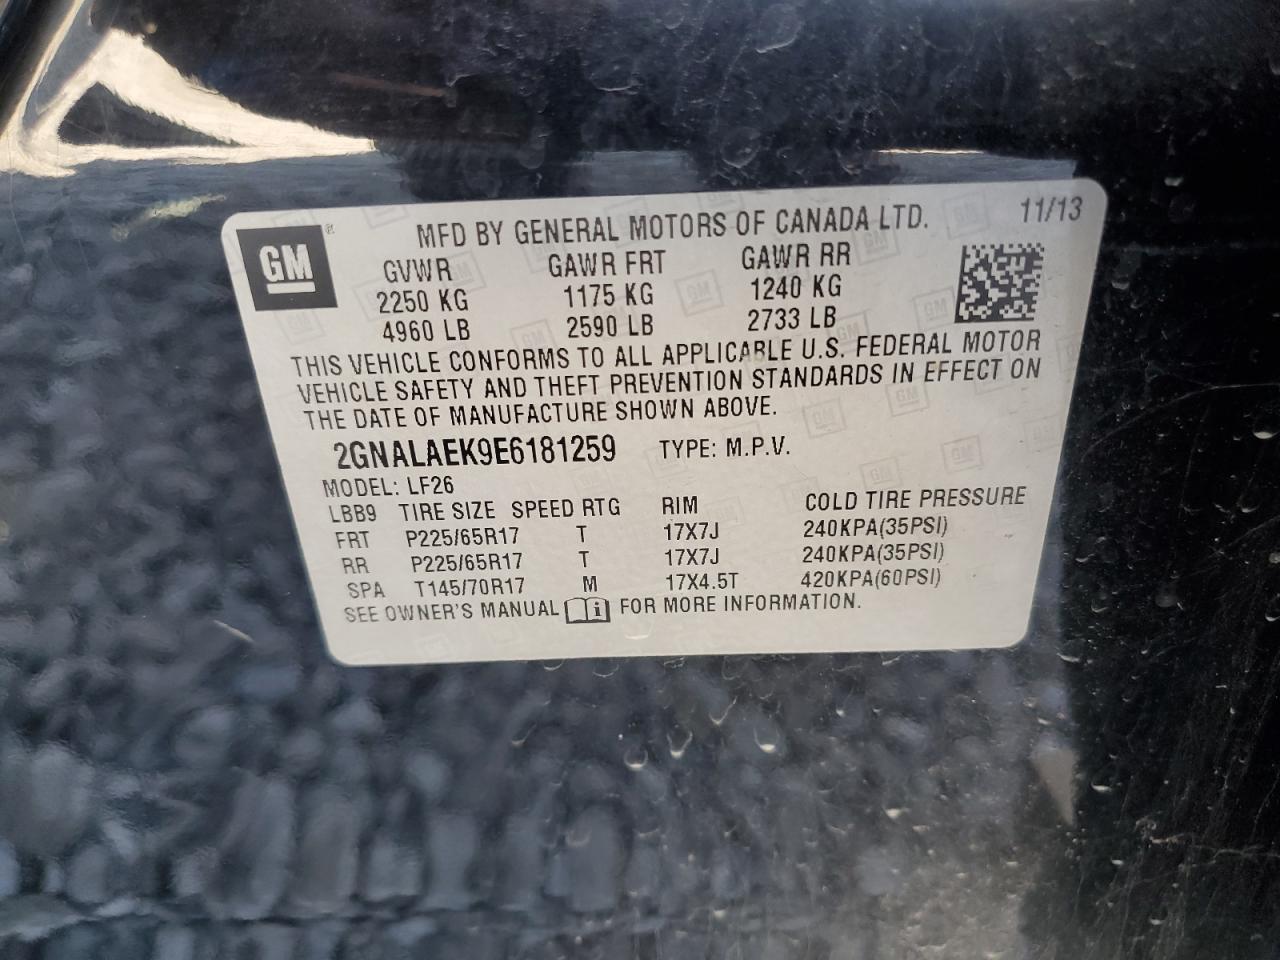 GM ® MFD BY GENERAL MOTORS OF CANADA LTD. 11/13
GVWR GAWR FRT GAWR RR
2250 KG 1175 KG 1240 KG
4960 LB 2590 LB 2733 LB
THIS VEHICLE CONFORMS TO ALL APPLICABLE U.S. FEDERAL MOTOR
VEHICLE SAFETY AND THEFT PREVENTION STANDARDS IN EFFECT ON
THE DATE OF MANUFACTURE SHOWN ABOVE.
2GNALAEK9E6181259 TYPE: M.P.V.
MODEL: LF26
LBB9 TIRE SIZE SPEED RTG RIM COLD TIRE PRESSURE
FRT P225/65R17 T 17X7J 240KPA(35PSI)
RR P225/65R17 T 17X7J 240KPA(35PSI)
SPA T145/70R17 M 17X4.5T 420KPA(60PSI)
SEE OWNER'S MANUAL i FOR MORE INFORMATION.